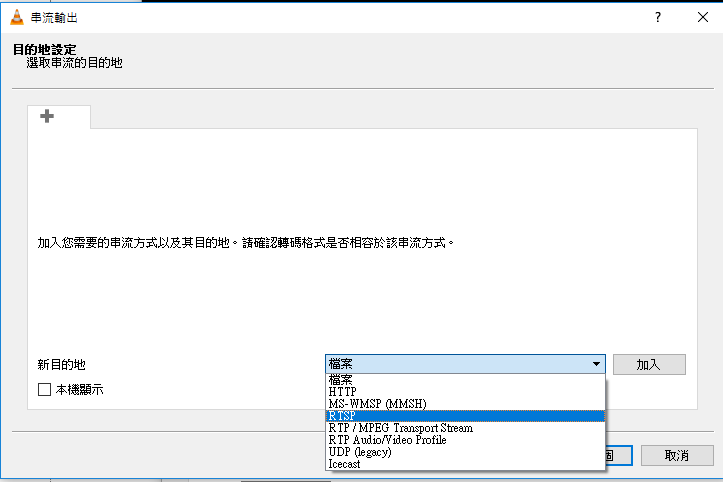 串流輸出
?
目的地設定
選取串流的目的地
加入您需要的串流方式以及其目的地。請確認轉碼格式是否相容於該串流方式。
新目的地
檔案
加入
本機顯示
檔案
HTTP
MS-WMSP (MMSH)
RTSP
RTP / MPEG Transport Stream
RTP Audio/Video Profile
UDP (legacy)
Icecast
個
取消